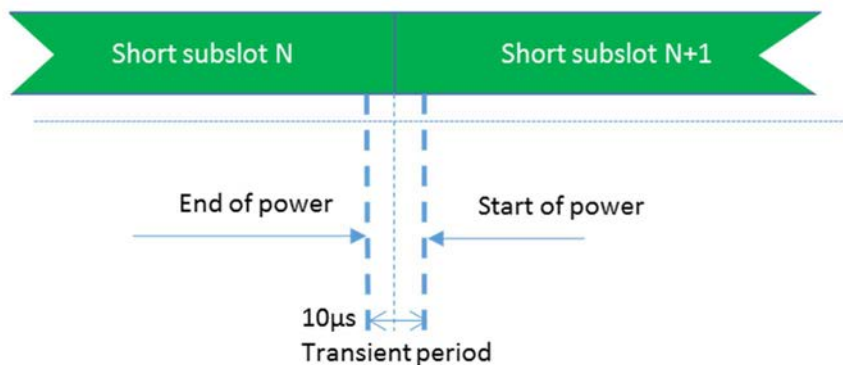 Short subslot N
Short subslot N+1
End of power
Start of power
10µs
Transient period